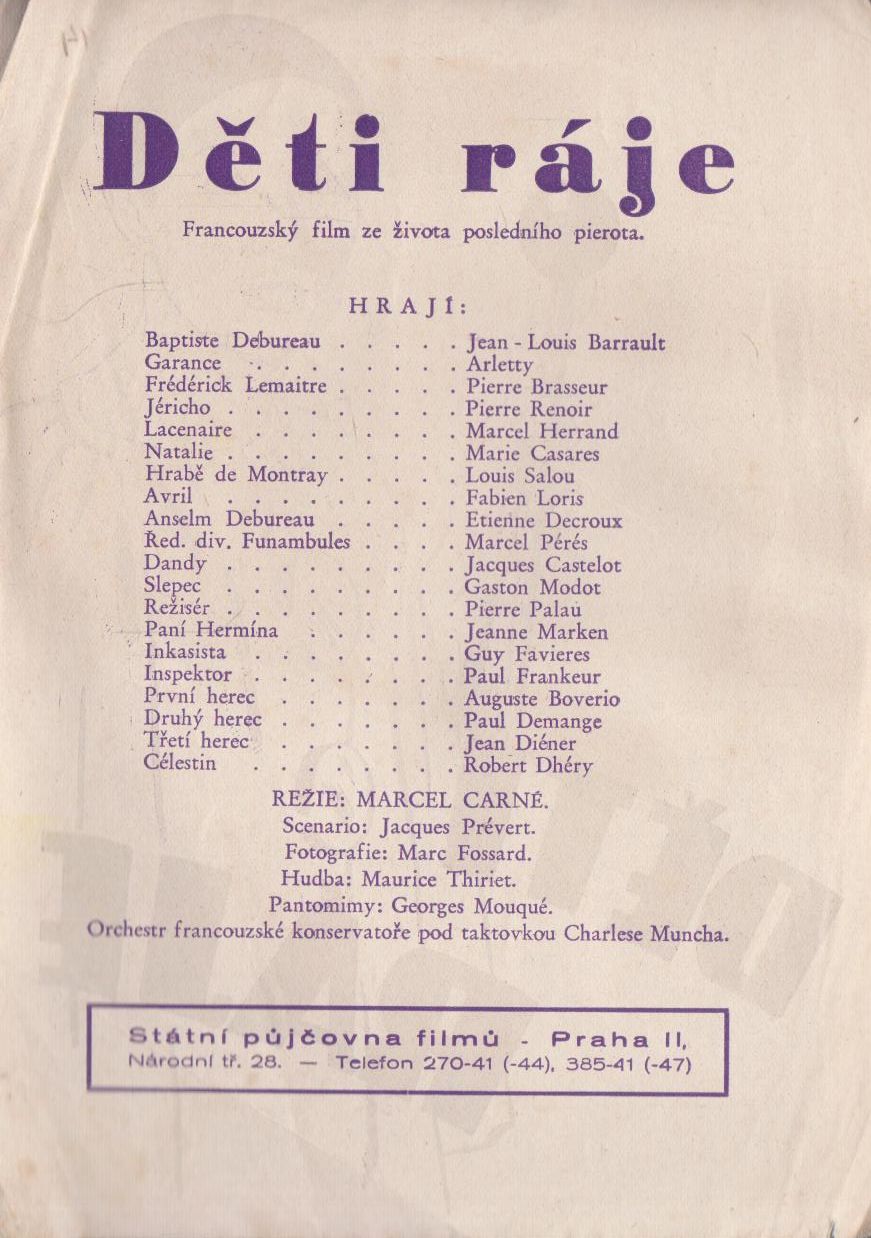 Děti ráje
Francouzský film ze života posledního pierota.
HRAJÍ:
Baptiste Debureau . . . . . Jean - Louis Barrault
Garance . . . . . . . . Arletty
Frédérick Lemaitre . . . . . Pierre Brasseur
Jéricho . . . . . . . . . Pierre Renoir
Lacenaire . . . . . . . . Marcel Herrand
Natalie . . . . . . . . . Marie Casares
Hrabě de Montray . . . . . Louis Salou
Avril . . . . . . . . . Fabien Loris
Anselm Debureau . . . . . Etienne Decroux
Řed. div. Funambules . . . . Marcel Pérés
Dandy . . . . . . . . . Jacques Castelot
Slepec . . . . . . . . . Gaston Modot
Režisér . . . . . . . . . Pierre Palau
Paní Hermína . . . . . . Jeanne Marken
Inkasista . . . . . . . . Guy Favieres
Inspektor . . . . . . . . Paul Frankeur
První herec . . . . . . . Auguste Boverio
Druhý herec . . . . . . . Paul Demange
Třetí herec . . . . . . . Jean Diéner
Célestin . . . . . . . . Robert Dhéry
REŽIE: MARCEL CARNÉ.
Scenario: Jacques Prévert.
Fotografie: Marc Fossard.
Hudba: Maurice Thiriet.
Pantomimy: Georges Mouqué.
Orchestr francouzské konservatoře pod taktovkou Charlese Muncha.
Státní půjčovna filmů - Praha II,
Národní tř. 28. — Telefon 270-41 (-44), 385-41 (-47)